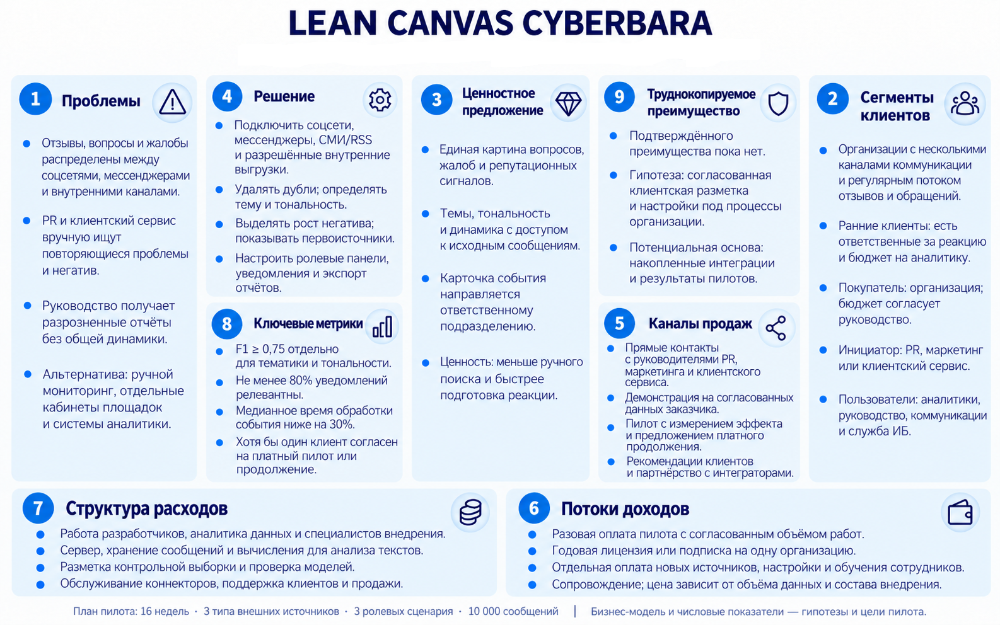 LEAN CANVAS CYBERBARA
1
Проблемы
Отзывы, вопросы и жалобы
распределены между
соцсетями, мессенджерами
и внутренними каналами.
PR и клиентский сервис
вручную ищут
повторяющиеся проблемы
и негатив.
Руководство получает
разрозненные отчёты
без общей динамики.
Альтернатива: ручной
мониторинг, отдельные
кабинеты площадок
и системы аналитики.
4
Решение
Подключить соцсети,
мессенджеры, СМИ/RSS
и разрешённые внутренние
выгрузки.
Удалять дубли; определять
тему и тональность.
Выделять рост негатива;
показывать первоисточники.
Настроить ролевые панели,
уведомления и экспорт
отчётов.
8
Ключевые метрики
F1 ≥ 0,75 отдельно
для тематики и тональности.
Не менее 80% уведомлений
релевантны.
Медианное время обработки
события ниже на 30%.
Хотя бы один клиент согласен
на платный пилот или
продолжение.
3
Ценностное
предложение
Единая картина вопросов,
жалоб и репутационных
сигналов.
Темы, тональность
и динамика с доступом
к исходным сообщениям.
Карточка события
направляется
ответственному
подразделению.
Ценность: меньше ручного
поиска и быстрее
подготовка реакции.
9
Труднокопируемое
преимущество
Подтверждённого
преимущества пока нет.
Гипотеза: согласованная
клиентская разметка
и настройки под процессы
организации.
Потенциальная основа:
накопленные интеграции
и результаты пилотов.
5
Каналы продаж
Прямые контакты
с руководителями PR,
маркетинга и клиентского
сервиса.
Демонстрация на согласованных
данных заказчика.
Пилот с измерением эффекта
и предложением платного
продолжения.
Рекомендации клиентов
и партнёрство с интеграторами.
2
Сегменты
клиентов
Организации с несколькими
каналами коммуникации
и регулярным потоком
отзывов и обращений.
Ранние клиенты: есть
ответственные за реакцию
и бюджет на аналитику.
Покупатель: организация;
бюджет согласует
руководство.
Инициатор: PR, маркетинг
или клиентский сервис.
Пользователи: аналитики,
руководство, коммуникации
и служба ИБ.
7
Структура расходов
Работа разработчиков, аналитика данных и специалистов внедрения.
Сервер, хранение сообщений и вычисления для анализа текстов.
Разметка контрольной выборки и проверка моделей.
Обслуживание коннекторов, поддержка клиентов и продажи.
6
Потоки доходов
Разовая оплата пилота с согласованным объёмом работ.
Годовая лицензия или подписка на одну организацию.
Отдельная оплата новых источников, настройки и обучения сотрудников.
Сопровождение; цена зависит от объёма данных и состава внедрения.
План пилота: 16 недель · 3 типа внешних источников · 3 ролевых сценария · 10 000 сообщений | Бизнес-модель и числовые показатели — гипотезы и цели пилота.